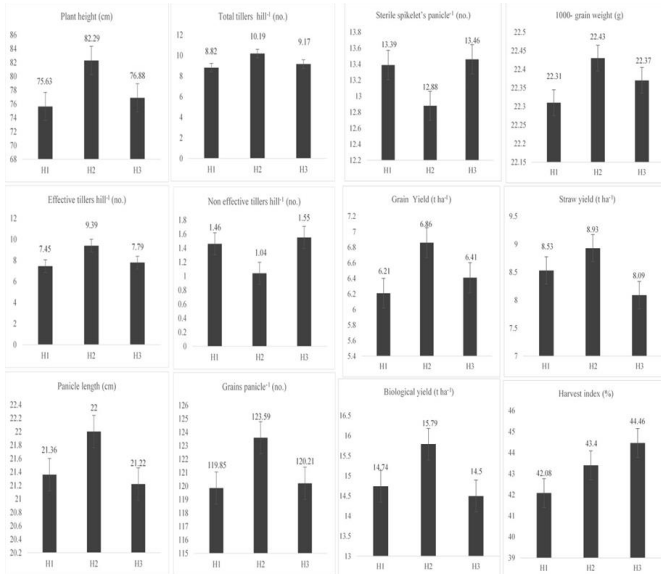 Plant height (cm)
86
84
82
80
78
76
74
72
70
68
75.63
82.29
76.88
H1
H2
H3
Total tillers hill⁻¹ (no.)
12
10
8
6
4
2
0
8.82
10.19
9.17
H1
H2
H3
Sterile spikelet's panicle⁻¹ (no.)
13.8
13.6
13.4
13.2
13
12.8
12.6
12.4
12.2
13.39
12.88
13.46
H1
H2
H3
1000- grain weight (g)
22.5
22.45
22.4
22.35
22.3
22.25
22.2
22.15
22.31
22.43
22.37
H1
H2
H3
Effective tillers hill⁻¹ (no.)
12
10
8
6
4
2
0
7.45
9.39
7.79
H1
H2
H3
Non effective tillers hill⁻¹ (no.)
1.8
1.6
1.4
1.2
1
0.8
0.6
0.4
0.2
0
1.46
1.04
1.55
H1
H2
H3
Grain Yield (t ha⁻¹)
7.2
7
6.8
6.6
6.4
6.2
6
5.8
5.6
5.4
6.21
6.86
6.41
H1
H2
H3
Straw yield (t ha⁻¹)
9.5
9
8.5
8
7.5
7
8.53
8.93
8.09
H1
H2
H3
Panicle length (cm)
22.4
22.2
22
21.8
21.6
21.4
21.2
21
20.8
20.6
20.4
20.2
21.36
22
21.22
H1
H2
H3
Grains panicle⁻¹ (no.)
126
125
124
123
122
121
120
119
118
117
116
115
119.85
123.59
120.21
H1
H2
H3
Biological yield (t ha⁻¹)
16.5
16
15.5
15
14.5
14
13.5
13
14.74
15.79
14.5
H1
H2
H3
Harvest index (%)
46
45
44
43
42
41
40
39
42.08
43.4
44.46
H1
H2
H3